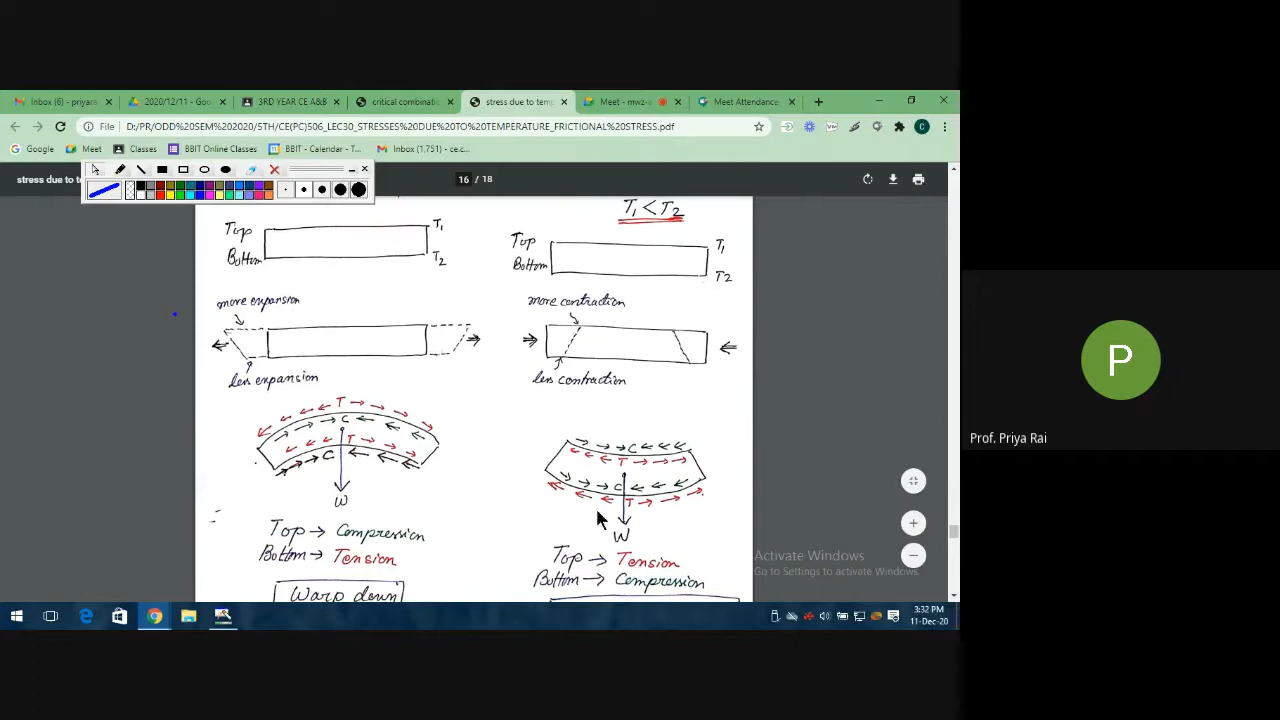 Inbox (6) - priyara
2020/12/11 - Goo
3RD YEAR CE A&B
critical combinatio
stress due to temp
Meet - mwz-
Meet Attendance
File
D:/PR/ODD%20SEM%202020/5TH/CE(PC)506_LEC30_STRESSES%20DUE%20TO%20TEMPERATURE_FRICTIONAL%20STRESS.pdf
Google
Meet
Classes
BBIT Online Classes
BBIT - Calendar - T...
Inbox (1,751) - ce.c...
stress due to te
16 / 18
T1 < T2
Top
T1
Bottom
T2
Top
T1
Bottom
T2
more expansion
less expansion
more contraction
less contraction
T
C
T
C
W
C
T
C
T
W
Top → Compression
Bottom → Tension
Warp down
Top → Tension
Bottom → Compression
Activate Windows
Go to Settings to activate Windows.
3:32 PM
11-Dec-20
P
Prof. Priya Rai